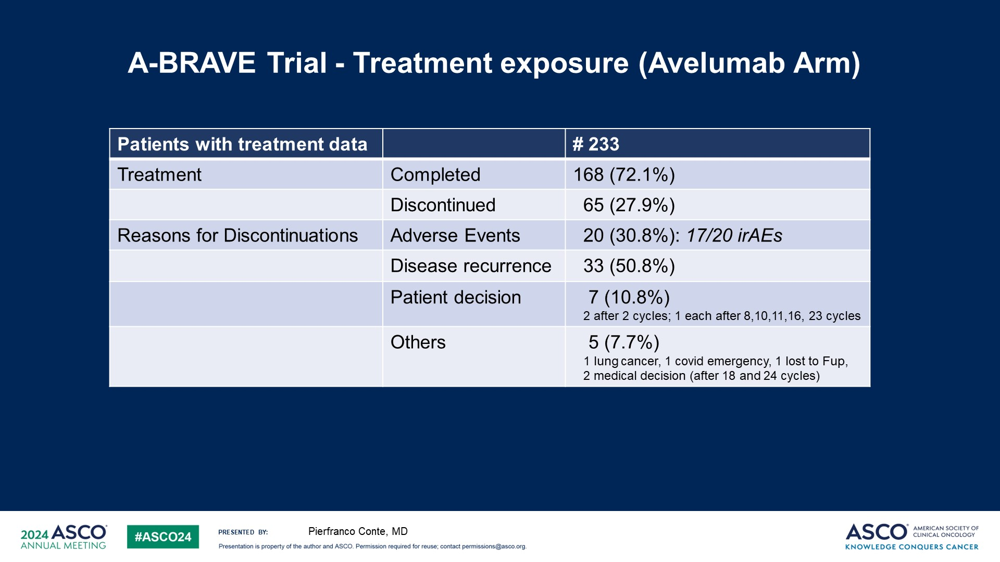 A-BRAVE Trial - Treatment exposure (Avelumab Arm)
Patients with treatment data # 233
Treatment Completed 168 (72.1%)
Discontinued 65 (27.9%)
Reasons for Discontinuations Adverse Events 20 (30.8%): 17/20 irAEs
Disease recurrence 33 (50.8%)
Patient decision 7 (10.8%)
2 after 2 cycles; 1 each after 8,10,11,16, 23 cycles
Others 5 (7.7%)
1 lung cancer, 1 covid emergency, 1 lost to Fup,
2 medical decision (after 18 and 24 cycles)
2024 ASCO
ANNUAL MEETING
#ASCO24
PRESENTED BY: Pierfranco Conte, MD
Presentation is property of the author and ASCO. Permission required for reuse; contact permissions@asco.org.
ASCO AMERICAN SOCIETY OF
CLINICAL ONCOLOGY
KNOWLEDGE CONQUERS CANCER